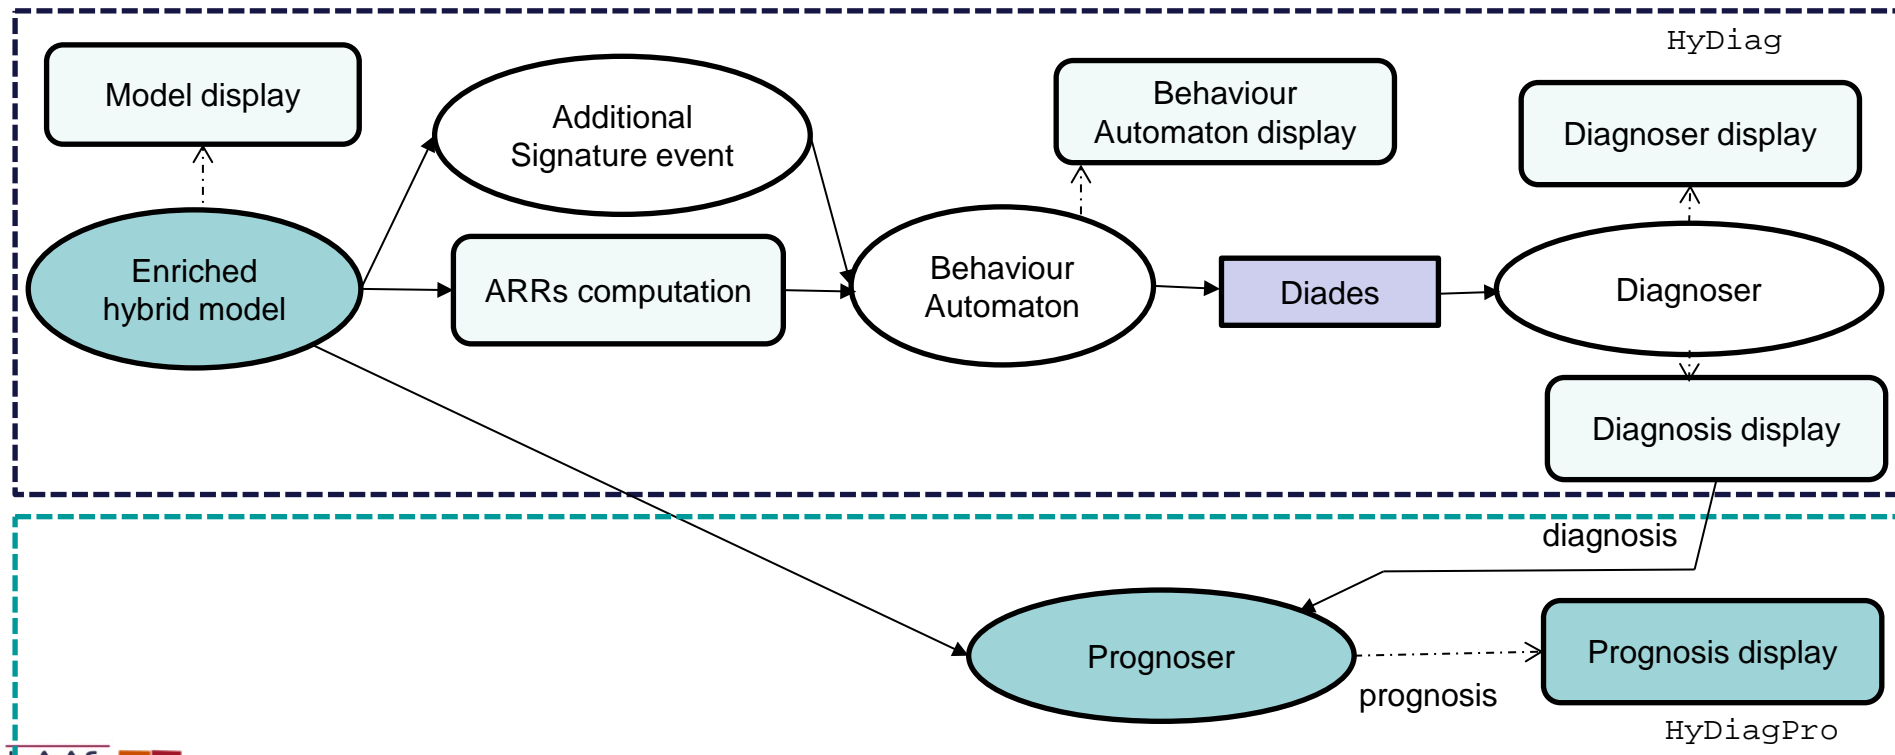 HyDiag
Model display
Additional
Signature event
Behaviour
Automaton display
Diagnoser display
Enriched
hybrid model
ARRs computation
Behaviour
Automaton
Diades
Diagnoser
Diagnosis display
diagnosis
Prognoser
prognosis
Prognosis display
HyDiagPro